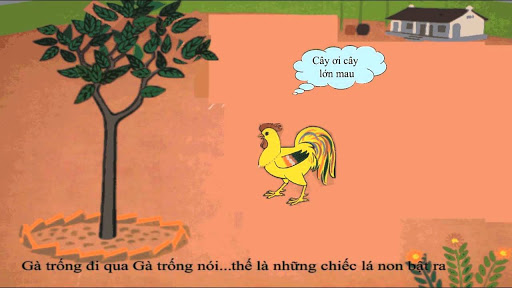 Cây ơi cây
lớn mau
Gà trống đi qua Gà trống nói...thế là những chiếc lá non bật ra